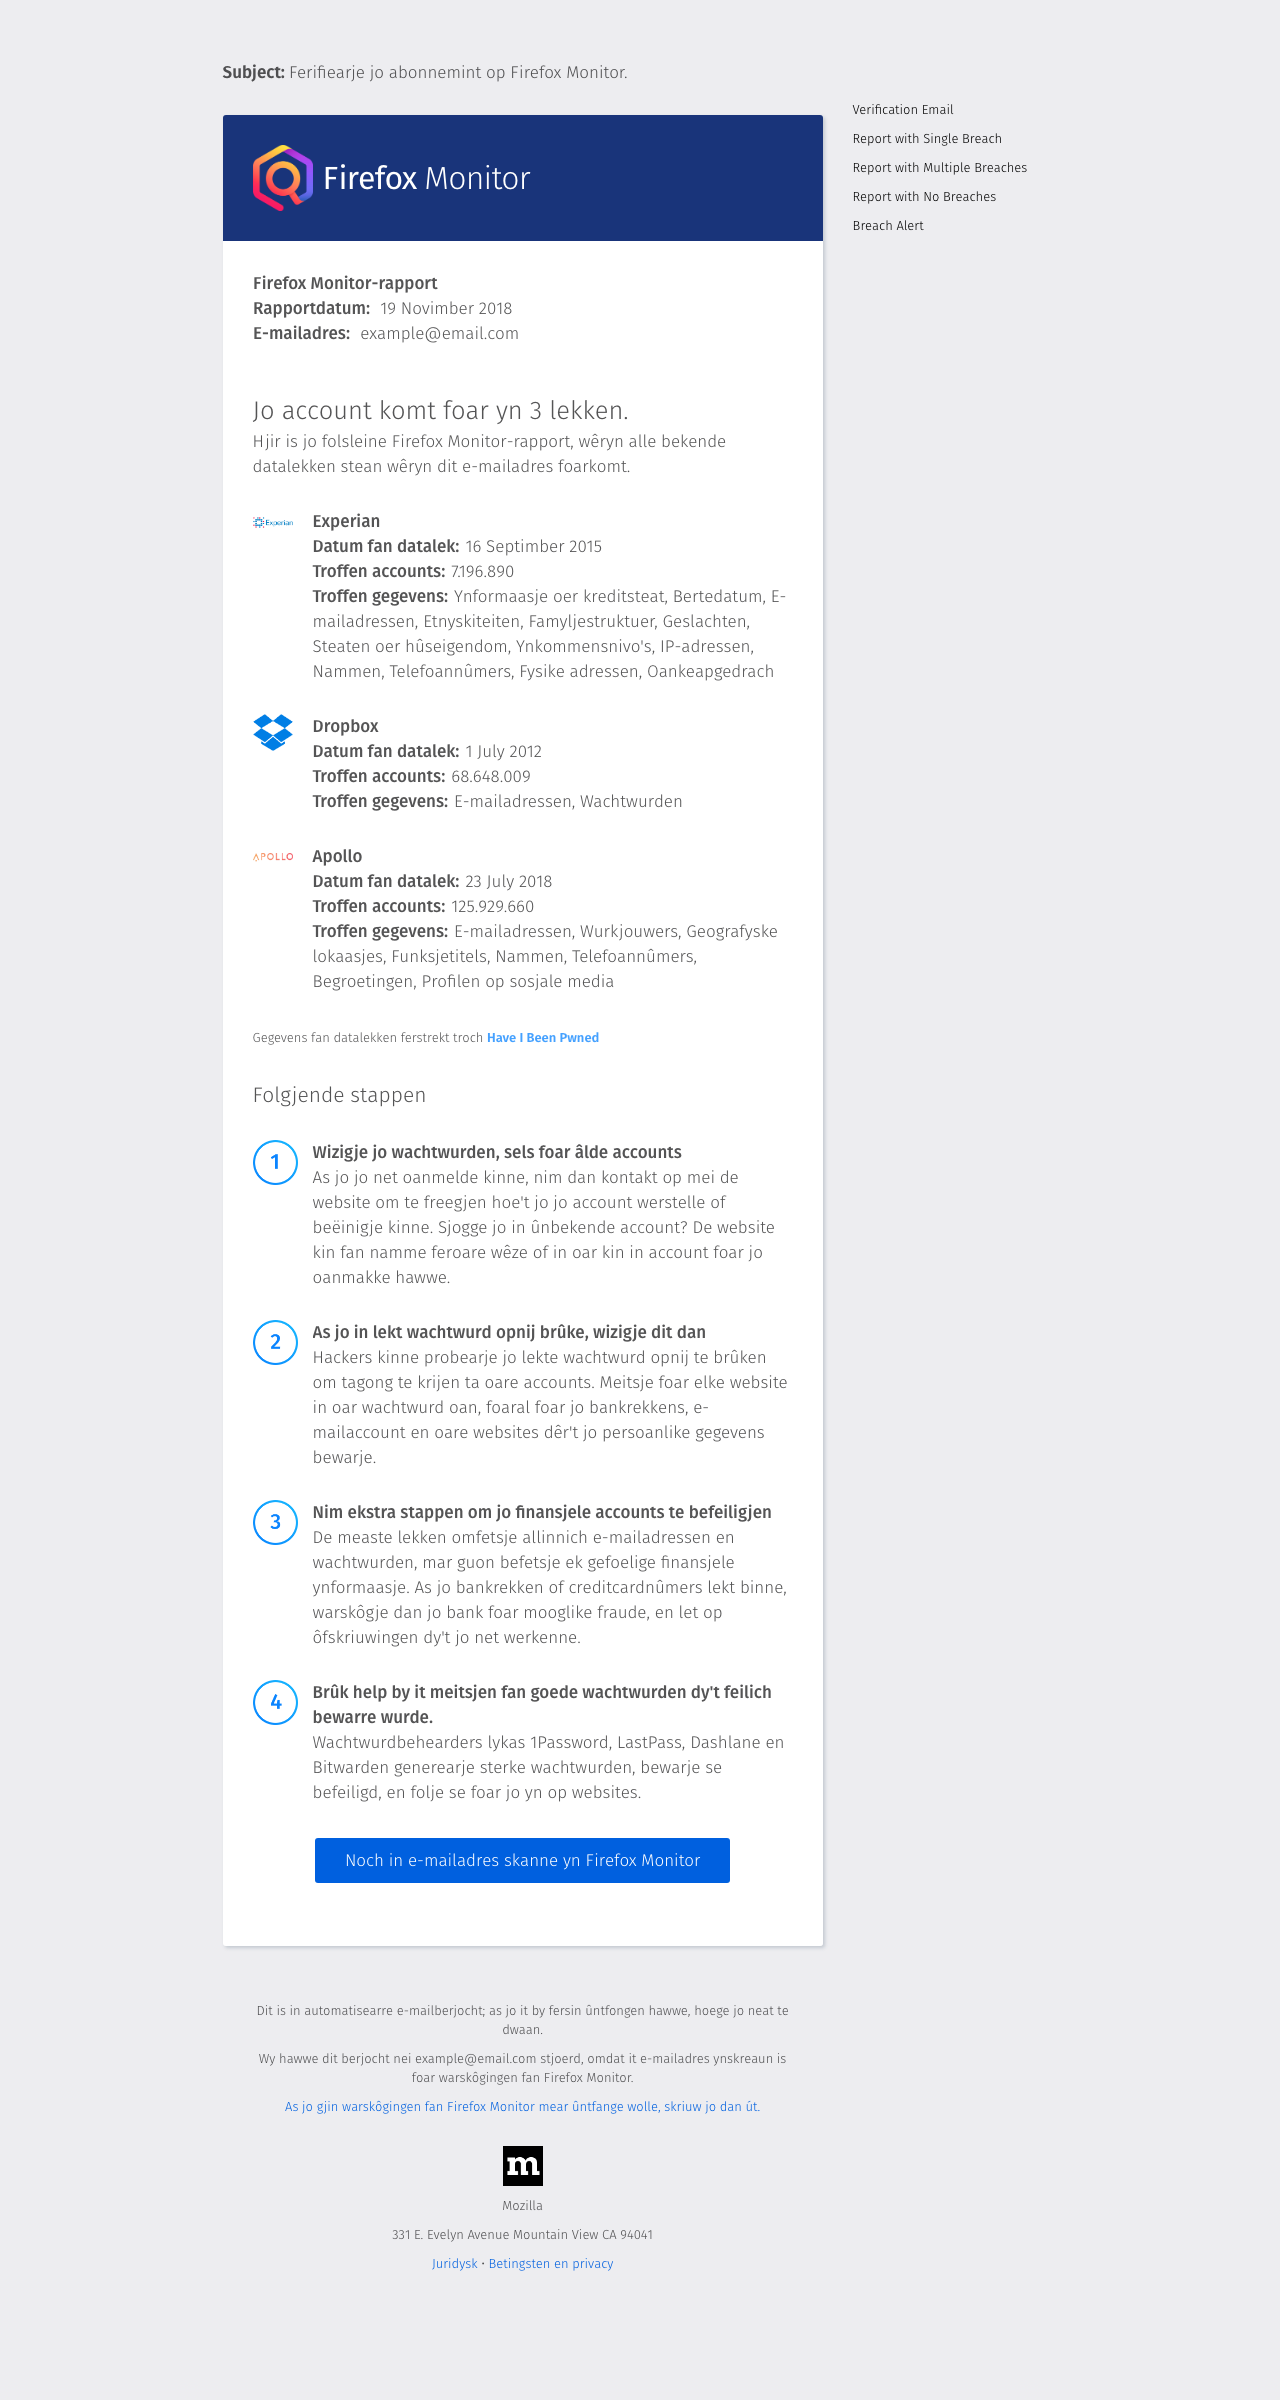 Subject: Ferifiearje jo abonnemint op Firefox Monitor.
Verification Email
Report with Single Breach
Report with Multiple Breaches
Report with No Breaches
Breach Alert
Firefox Monitor
Firefox Monitor-rapport
Rapportdatum: 19 Novimber 2018
E-mailadres: example@email.com
Jo account komt foar yn 3 lekken.
Hjir is jo folsleine Firefox Monitor-rapport, wêryn alle bekende
datalekken stean wêryn dit e-mailadres foarkomt.
Experian
Experian
Datum fan datalek: 16 Septimber 2015
Troffen accounts: 7.196.890
Troffen gegevens: Ynformaasje oer kreditsteat, Bertedatum, E-
mailadressen, Etnyskiteiten, Famyljestruktuer, Geslachten,
Steaten oer hûseigendom, Ynkommensnivo's, IP-adressen,
Nammen, Telefoannûmers, Fysike adressen, Oankeapgedrach
Dropbox
Datum fan datalek: 1 July 2012
Troffen accounts: 68.648.009
Troffen gegevens: E-mailadressen, Wachtwurden
APOLLO
Apollo
Datum fan datalek: 23 July 2018
Troffen accounts: 125.929.660
Troffen gegevens: E-mailadressen, Wurkjouwers, Geografyske
lokaasjes, Funksjetitels, Nammen, Telefoannûmers,
Begroetingen, Profilen op sosjale media
Gegevens fan datalekken ferstrekt troch Have I Been Pwned
Folgjende stappen
1
Wizigje jo wachtwurden, sels foar âlde accounts
As jo jo net oanmelde kinne, nim dan kontakt op mei de
website om te freegjen hoe't jo jo account werstelle of
beëinigje kinne. Sjogge jo in ûnbekende account? De website
kin fan namme feroare wêze of in oar kin in account foar jo
oanmakke hawwe.
2
As jo in lekt wachtwurd opnij brûke, wizigje dit dan
Hackers kinne probearje jo lekte wachtwurd opnij te brûken
om tagong te krijen ta oare accounts. Meitsje foar elke website
in oar wachtwurd oan, foaral foar jo bankrekkens, e-
mailaccount en oare websites dêr't jo persoanlike gegevens
bewarje.
3
Nim ekstra stappen om jo finansjele accounts te befeiligjen
De measte lekken omfetsje allinnich e-mailadressen en
wachtwurden, mar guon befetsje ek gefoelige finansjele
ynformaasje. As jo bankrekken of creditcardnûmers lekt binne,
warskôgje dan jo bank foar mooglike fraude, en let op
ôfskriuwingen dy't jo net werkenne.
4
Brûk help by it meitsjen fan goede wachtwurden dy't feilich
bewarre wurde.
Wachtwurdbehearders lykas 1Password, LastPass, Dashlane en
Bitwarden generearje sterke wachtwurden, bewarje se
befeiligd, en folje se foar jo yn op websites.
Noch in e-mailadres skanne yn Firefox Monitor
Dit is in automatisearre e-mailberjocht; as jo it by fersin ûntfongen hawwe, hoege jo neat te
dwaan.
Wy hawwe dit berjocht nei example@email.com stjoerd, omdat it e-mailadres ynskreaun is
foar warskôgingen fan Firefox Monitor.
As jo gjin warskôgingen fan Firefox Monitor mear ûntfange wolle, skriuw jo dan út.
m
Mozilla
331 E. Evelyn Avenue Mountain View CA 94041
Juridysk • Betingsten en privacy